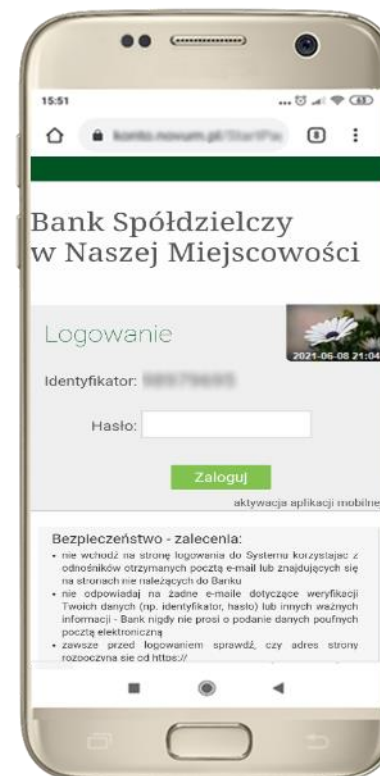 15:51
Bank Spółdzielczy
w Naszej Miejscowości
Logowanie
2021-06-08 21:04
Identyfikator:
Hasło:
Zaloguj
aktywacja aplikacji mobilne
Bezpieczeństwo - zalecenia:
• nie wchodź na stronę logowania do Systemu korzystając z
odnośników otrzymanych pocztą e-mail lub znajdujących się
na stronach nie należących do Banku
• nie odpowiadaj na żadne e-maile dotyczące weryfikacji
Twoich danych (np. identyfikator, hasło) lub innych ważnych
informacji - Bank nigdy nie prosi o podanie danych poufnych
pocztą elektroniczną
• zawsze przed logowaniem sprawdź, czy adres strony
rozpoczyna się od https://